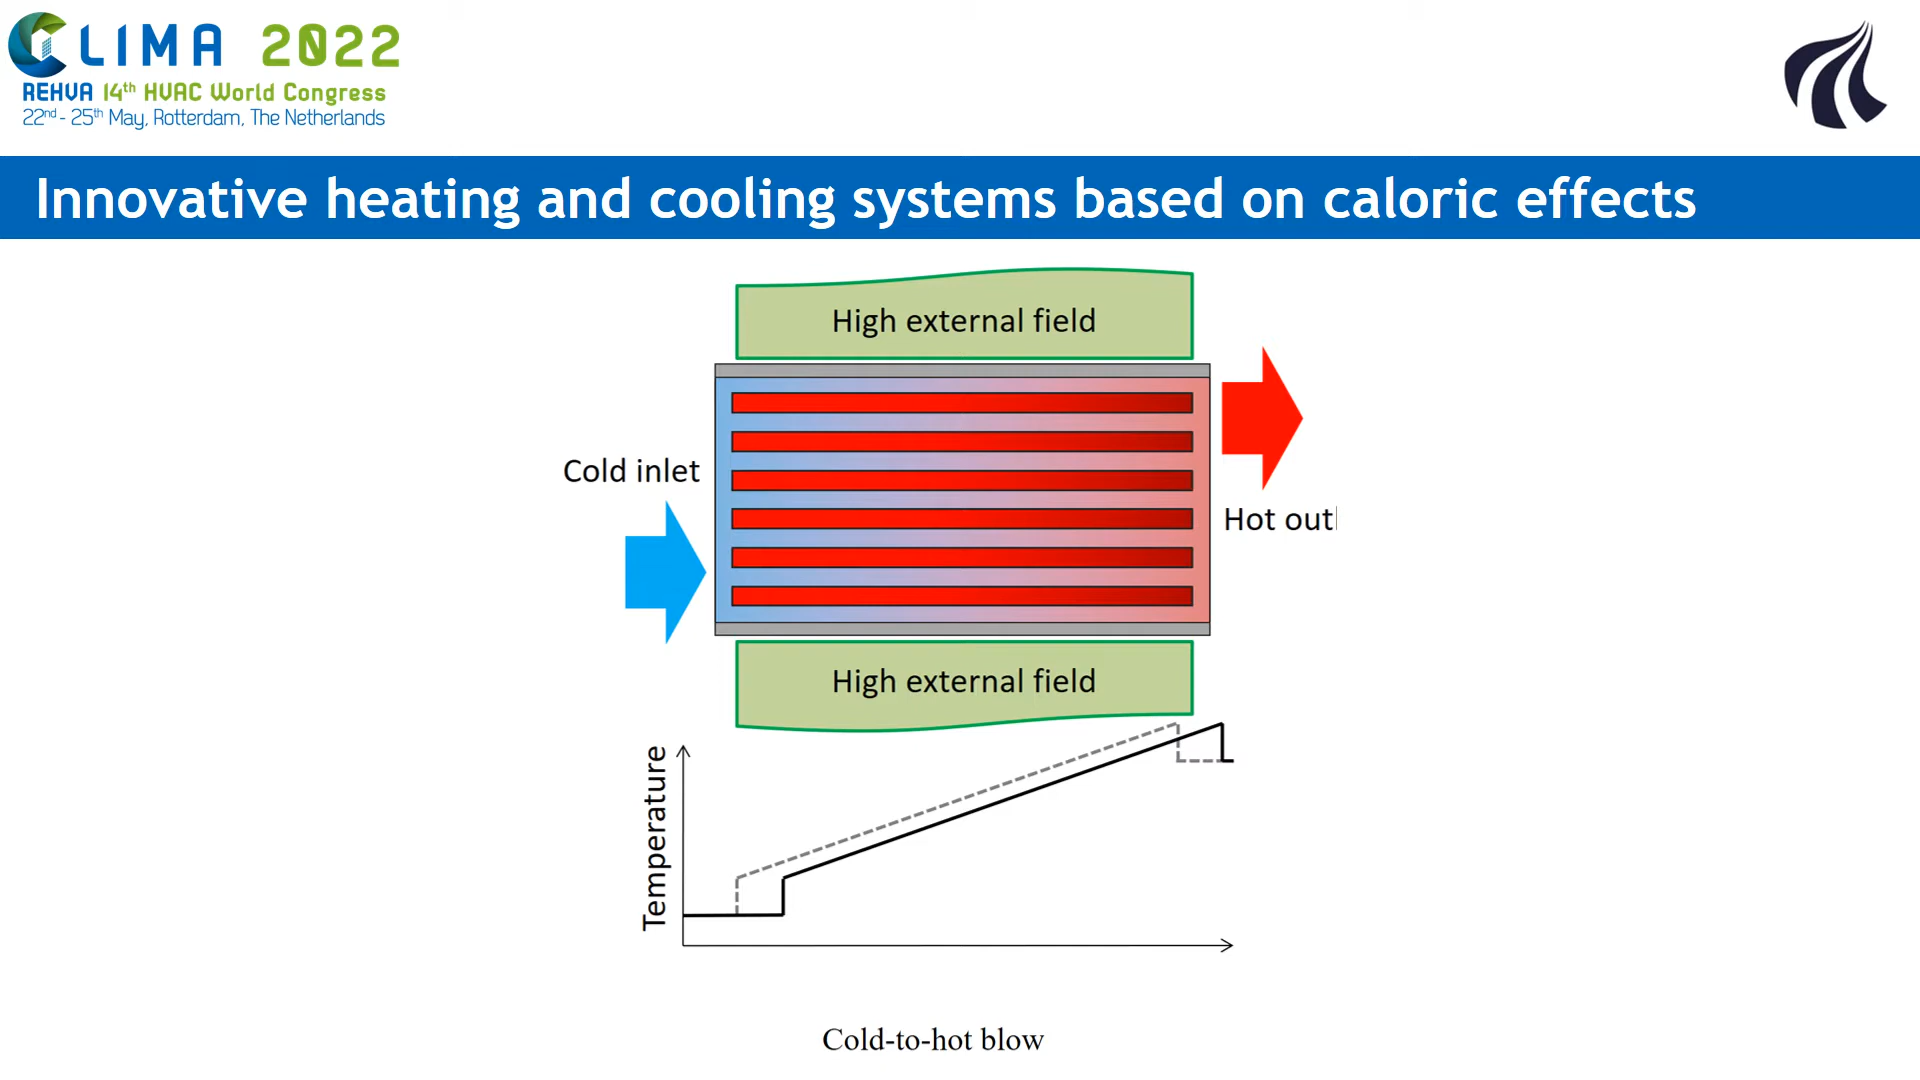 CLIMA 2022
REHVA 14th HVAC World Congress
22nd - 25th May, Rotterdam, The Netherlands
Innovative heating and cooling systems based on caloric effects
High external field
Cold inlet
Hot out
High external field
Temperature
Cold-to-hot blow